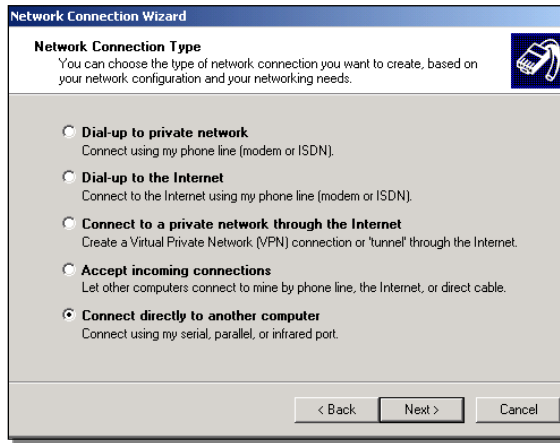 Network Connection Wizard
Network Connection Type
You can choose the type of network connection you want to create, based on
your network configuration and your networking needs.
Dial-up to private network
Connect using my phone line (modem or ISDN).
Dial-up to the Internet
Connect to the Internet using my phone line (modem or ISDN).
Connect to a private network through the Internet
Create a Virtual Private Network (VPN) connection or 'tunnel' through the Internet.
Accept incoming connections
Let other computers connect to mine by phone line, the Internet, or direct cable.
Connect directly to another computer
Connect using my serial, parallel, or infrared port.
< Back Next > Cancel